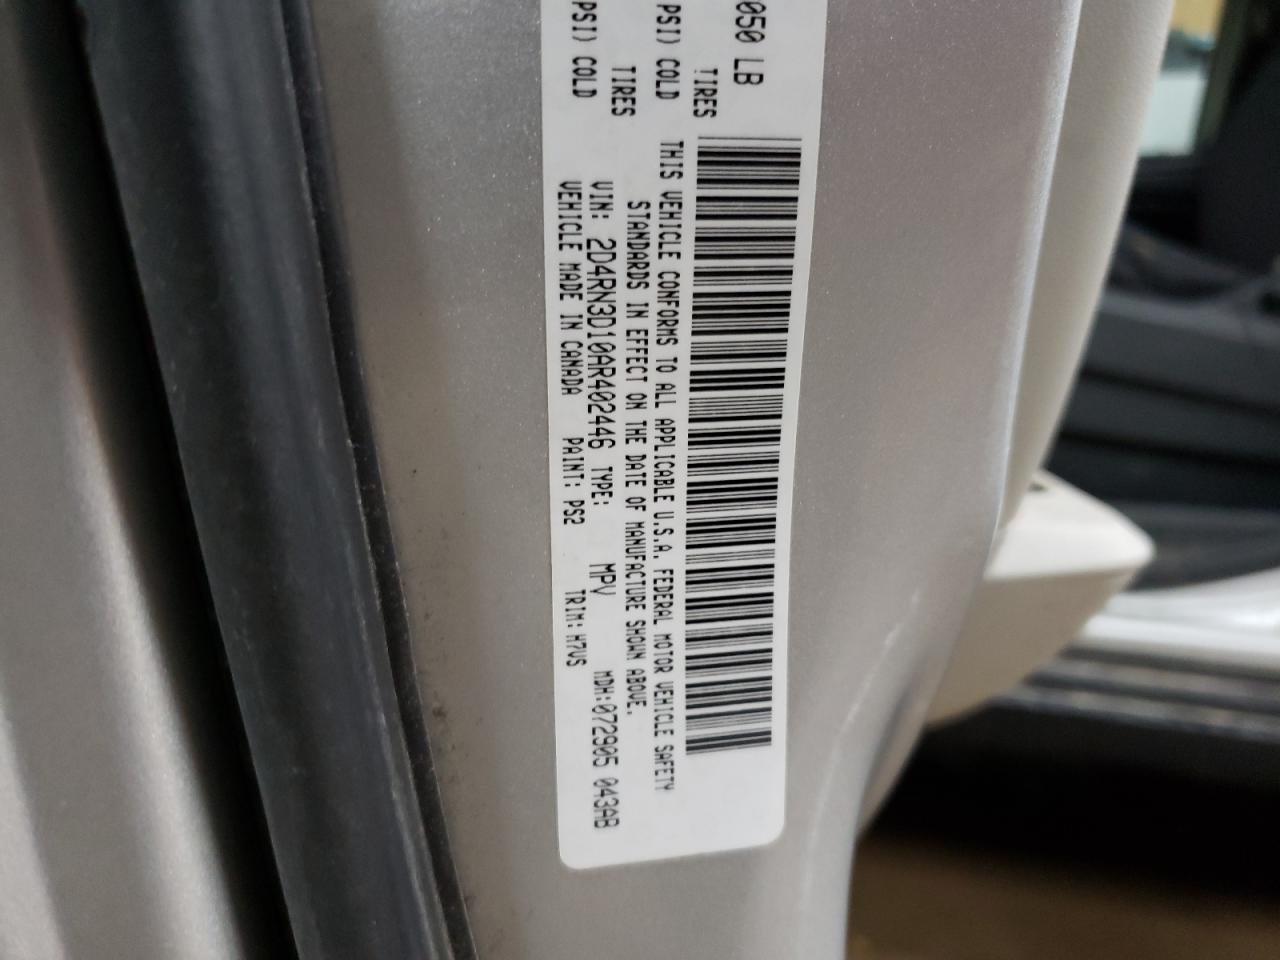 050 LB
TIRES
PSI) COLD
TIRES
PSI) COLD
THIS VEHICLE CONFORMS TO ALL APPLICABLE U.S.A. FEDERAL MOTOR VEHICLE SAFETY
STANDARDS IN EFFECT ON THE DATE OF MANUFACTURE SHOWN ABOVE.
VIN: 2D4RN3D10AR402446 TYPE: MPV MDH:072905 043AB
VEHICLE MADE IN CANADA PAINT: PS2 TRIM: H7VS